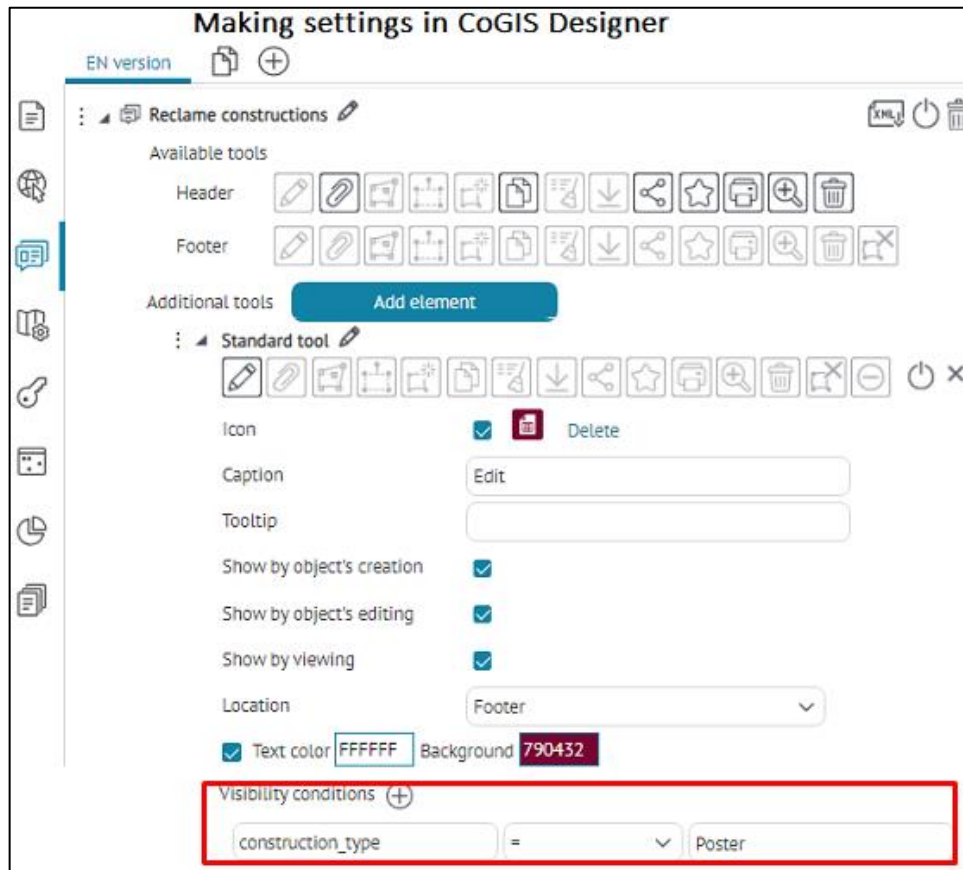 Making settings in CoGIS Designer
EN version
Reclame constructions
XML
Available tools
Header
Footer
Additional tools Add element
Standard tool
Icon Delete
Caption Edit
Tooltip
Show by object's creation
Show by object's editing
Show by viewing
Location Footer
Text color FFFFFF Background 790432
Visibility conditions
construction_type = Poster